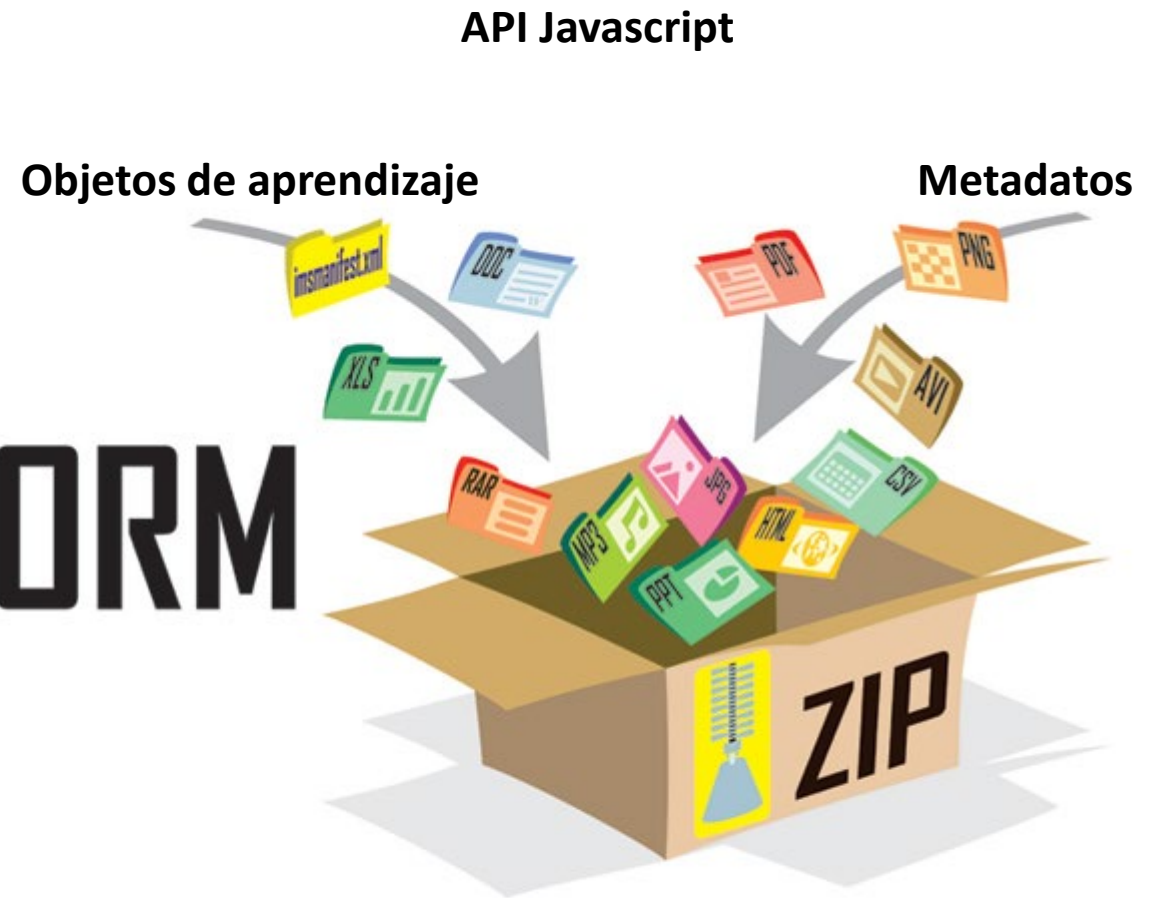 API Javascript
Objetos de aprendizaje
Metadatos
imsmanifest.xml
DOC
PDF
PNG
XLS
AVI
ORM
RAR
MP3
JPG
HTML
CSV
PPT
ZIP